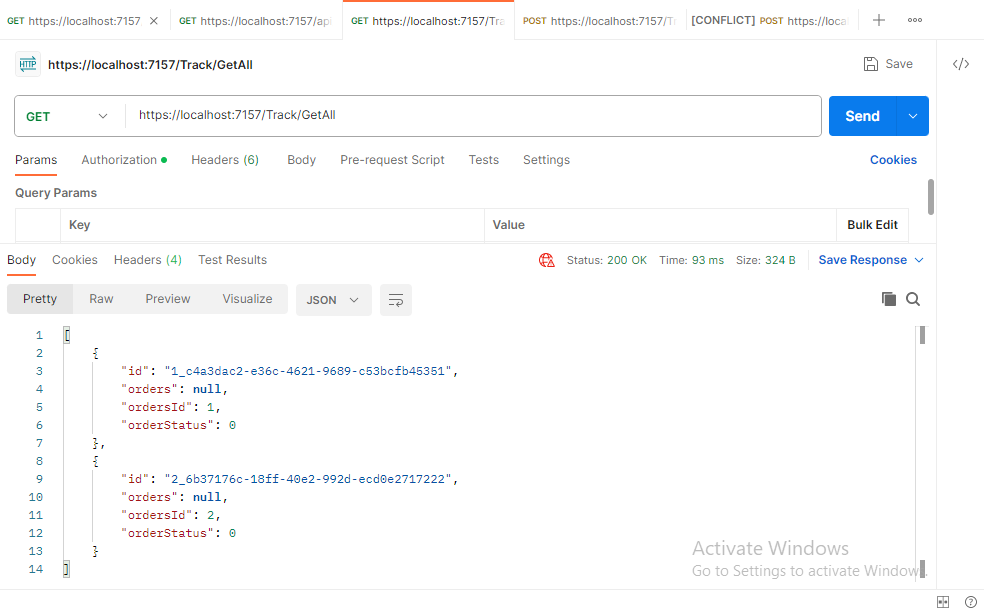 GET https://localhost:7157 GET https://localhost:7157/api GET https://localhost:7157/Tra POST https://localhost:7157/T [CONFLICT] POST https://loca
HTTP https://localhost:7157/Track/GetAll Save
GET https://localhost:7157/Track/GetAll Send
Params Authorization Headers (6) Body Pre-request Script Tests Settings Cookies
Query Params
Key Value Bulk Edit
Body Cookies Headers (4) Test Results Status: 200 OK Time: 93 ms Size: 324 B Save Response
Pretty Raw Preview Visualize JSON
1 [
2 {
3 "id": "1_c4a3dac2-e36c-4621-9689-c53bcfb45351",
4 "orders": null,
5 "ordersId": 1,
6 "orderStatus": 0
7 },
8 {
9 "id": "2_6b37176c-18ff-40e2-992d-ecd0e2717222",
10 "orders": null,
11 "ordersId": 2,
12 "orderStatus": 0
13 }
14 ]
Activate Windows
Go to Settings to activate Windows.